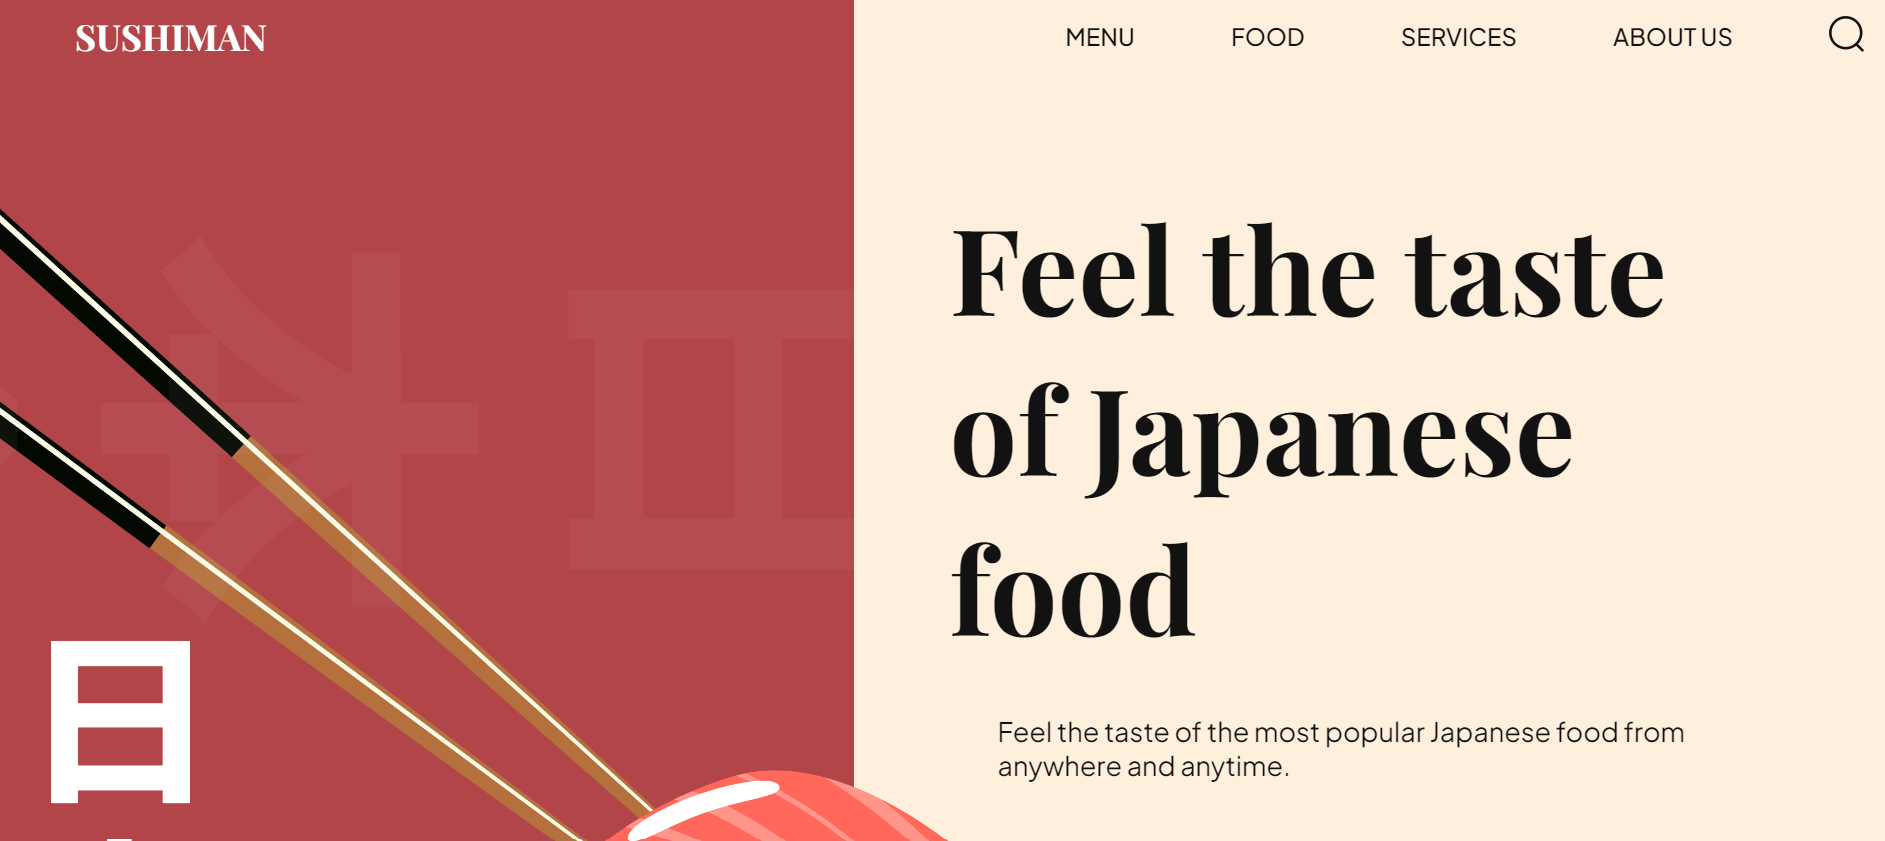 SUSHIMAN
MENU FOOD SERVICES ABOUT US
Feel the taste
of Japanese
food
Feel the taste of the most popular Japanese food from
anywhere and anytime.
日